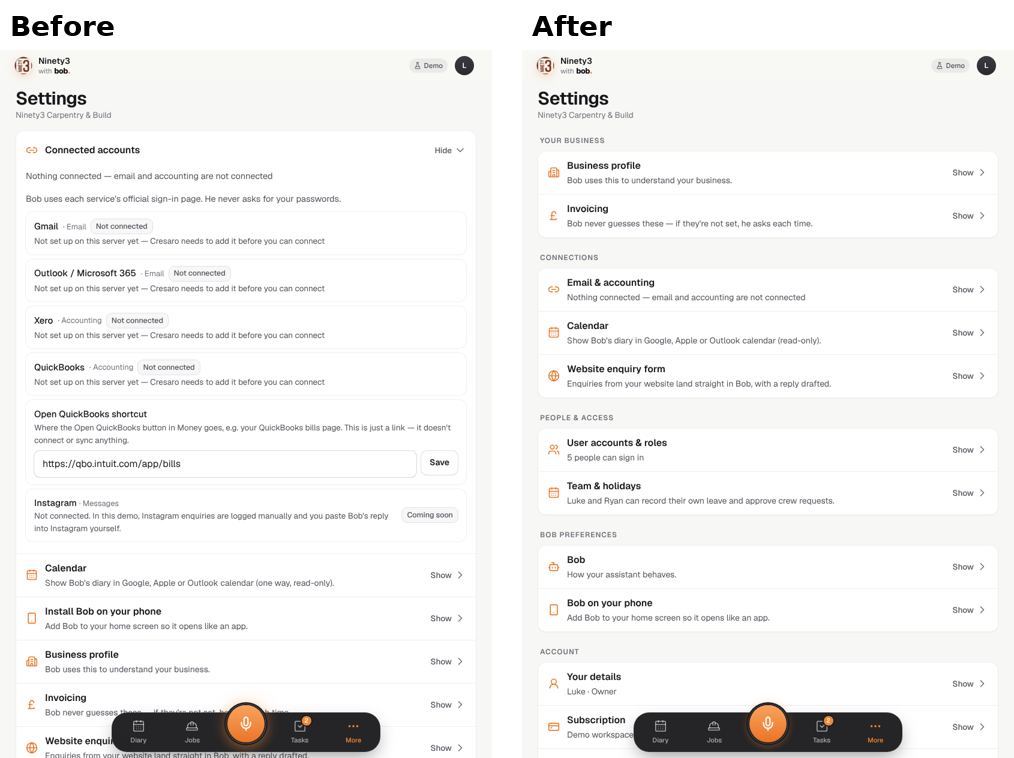 Before
Ninety3
with bob.
Demo
L
Settings
Ninety3 Carpentry & Build
Connected accounts
Hide
Nothing connected — email and accounting are not connected
Bob uses each service's official sign-in page. He never asks for your passwords.
Gmail · Email Not connected
Not set up on this server yet — Cresaro needs to add it before you can connect
Outlook / Microsoft 365 · Email Not connected
Not set up on this server yet — Cresaro needs to add it before you can connect
Xero · Accounting Not connected
Not set up on this server yet — Cresaro needs to add it before you can connect
QuickBooks · Accounting Not connected
Not set up on this server yet — Cresaro needs to add it before you can connect
Open QuickBooks shortcut
Where the Open QuickBooks button in Money goes, e.g. your QuickBooks bills page. This is just a link — it doesn't
connect or sync anything.
https://qbo.intuit.com/app/bills
Save
Instagram · Messages
Not connected. In this demo, Instagram enquiries are logged manually and you paste Bob's reply
into Instagram yourself.
Coming soon
Calendar
Show Bob's diary in Google, Apple or Outlook calendar (one way, read-only).
Show
Install Bob on your phone
Add Bob to your home screen so it opens like an app.
Show
Business profile
Bob uses this to understand your business.
Show
Invoicing
Bob never guesses
Show
Website
Enquiries from your website land straight in Bob, with a reply drafted.
Show
Diary
Jobs
2
Tasks
More
After
Ninety3
with bob.
Demo
L
Settings
Ninety3 Carpentry & Build
YOUR BUSINESS
Business profile
Bob uses this to understand your business.
Show
Invoicing
Bob never guesses these — if they're not set, he asks each time.
Show
CONNECTIONS
Email & accounting
Nothing connected — email and accounting are not connected
Show
Calendar
Show Bob's diary in Google, Apple or Outlook calendar (read-only).
Show
Website enquiry form
Enquiries from your website land straight in Bob, with a reply drafted.
Show
PEOPLE & ACCESS
User accounts & roles
5 people can sign in
Show
Team & holidays
Luke and Ryan can record their own leave and approve crew requests.
Show
BOB PREFERENCES
Bob
How your assistant behaves.
Show
Bob on your phone
Add Bob to your home screen so it opens like an app.
Show
ACCOUNT
Your details
Luke · Owner
Show
Subscription
Demo workspace
Show
Diary
Jobs
2
Tasks
More